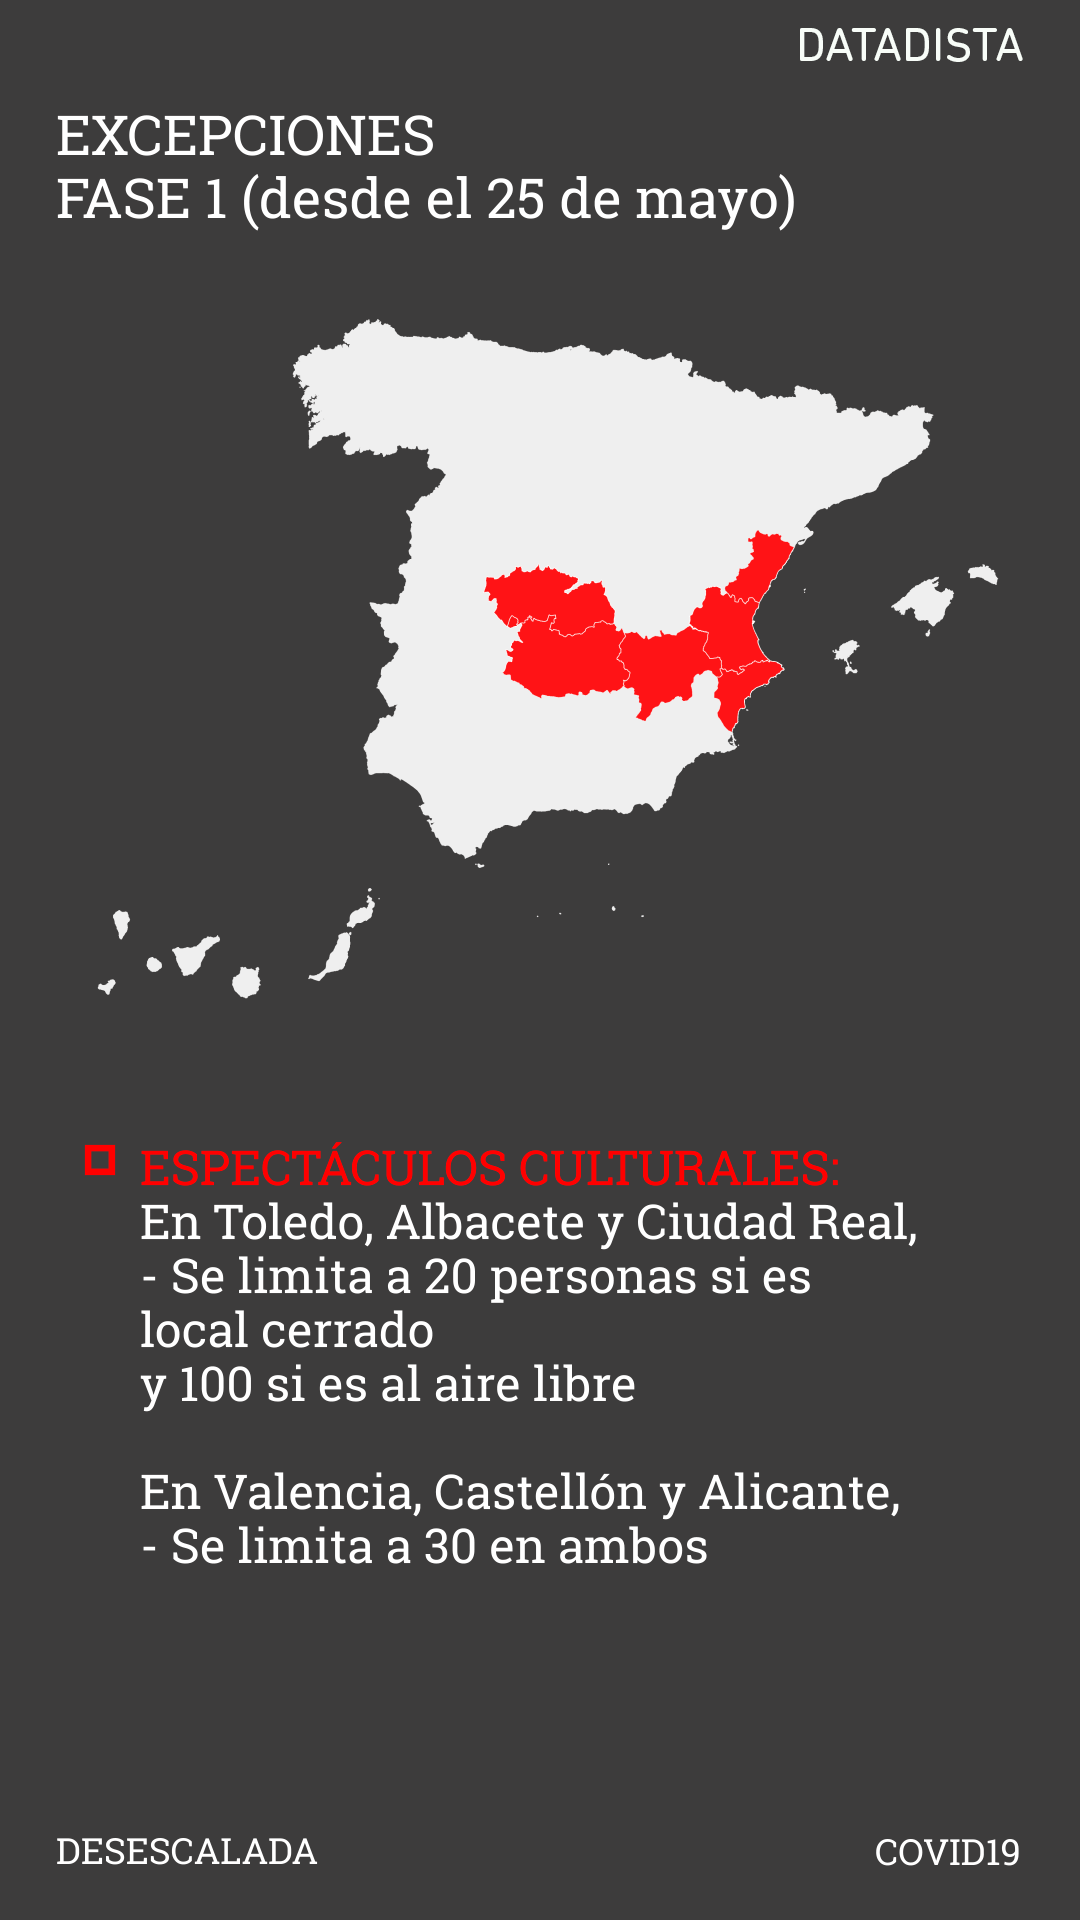 DATADISTA
EXCEPCIONES
FASE 1 (desde el 25 de mayo)
ESPECTÁCULOS CULTURALES:
En Toledo, Albacete y Ciudad Real,
- Se limita a 20 personas si es
local cerrado
y 100 si es al aire libre
En Valencia, Castellón y Alicante,
- Se limita a 30 en ambos
DESESCALADA
COVID19